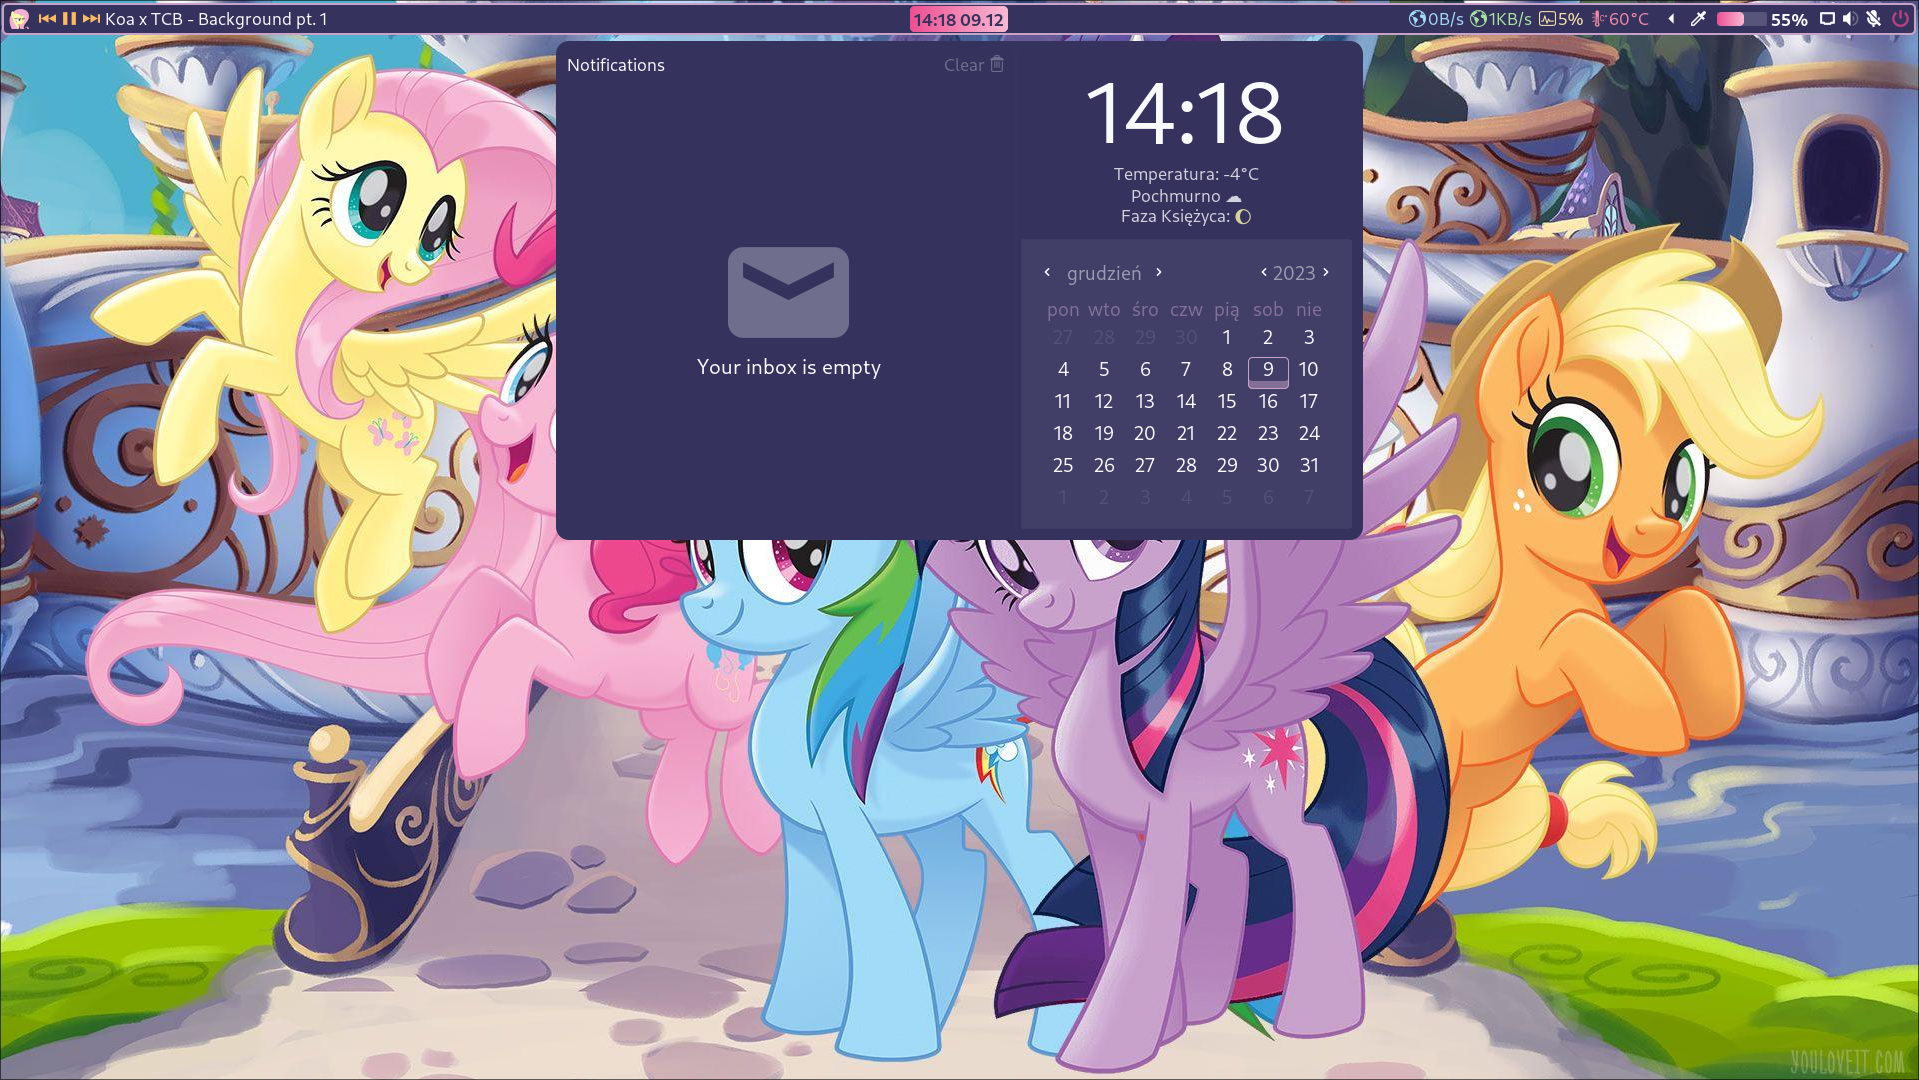 Koa x TCB - Background pt. 1
14:18 09.12
0B/s 1KB/s 5% 60°C
55%
Notifications
Clear
Your inbox is empty
14:18
Temperatura: -4°C
Pochmurno
Faza Księżyca:
grudzień 2023
pon wto śro czw pią sob nie
27 28 29 30 1 2 3
4 5 6 7 8 9 10
11 12 13 14 15 16 17
18 19 20 21 22 23 24
25 26 27 28 29 30 31
1 2 3 4 5 6 7
YOULOVEIT.COM